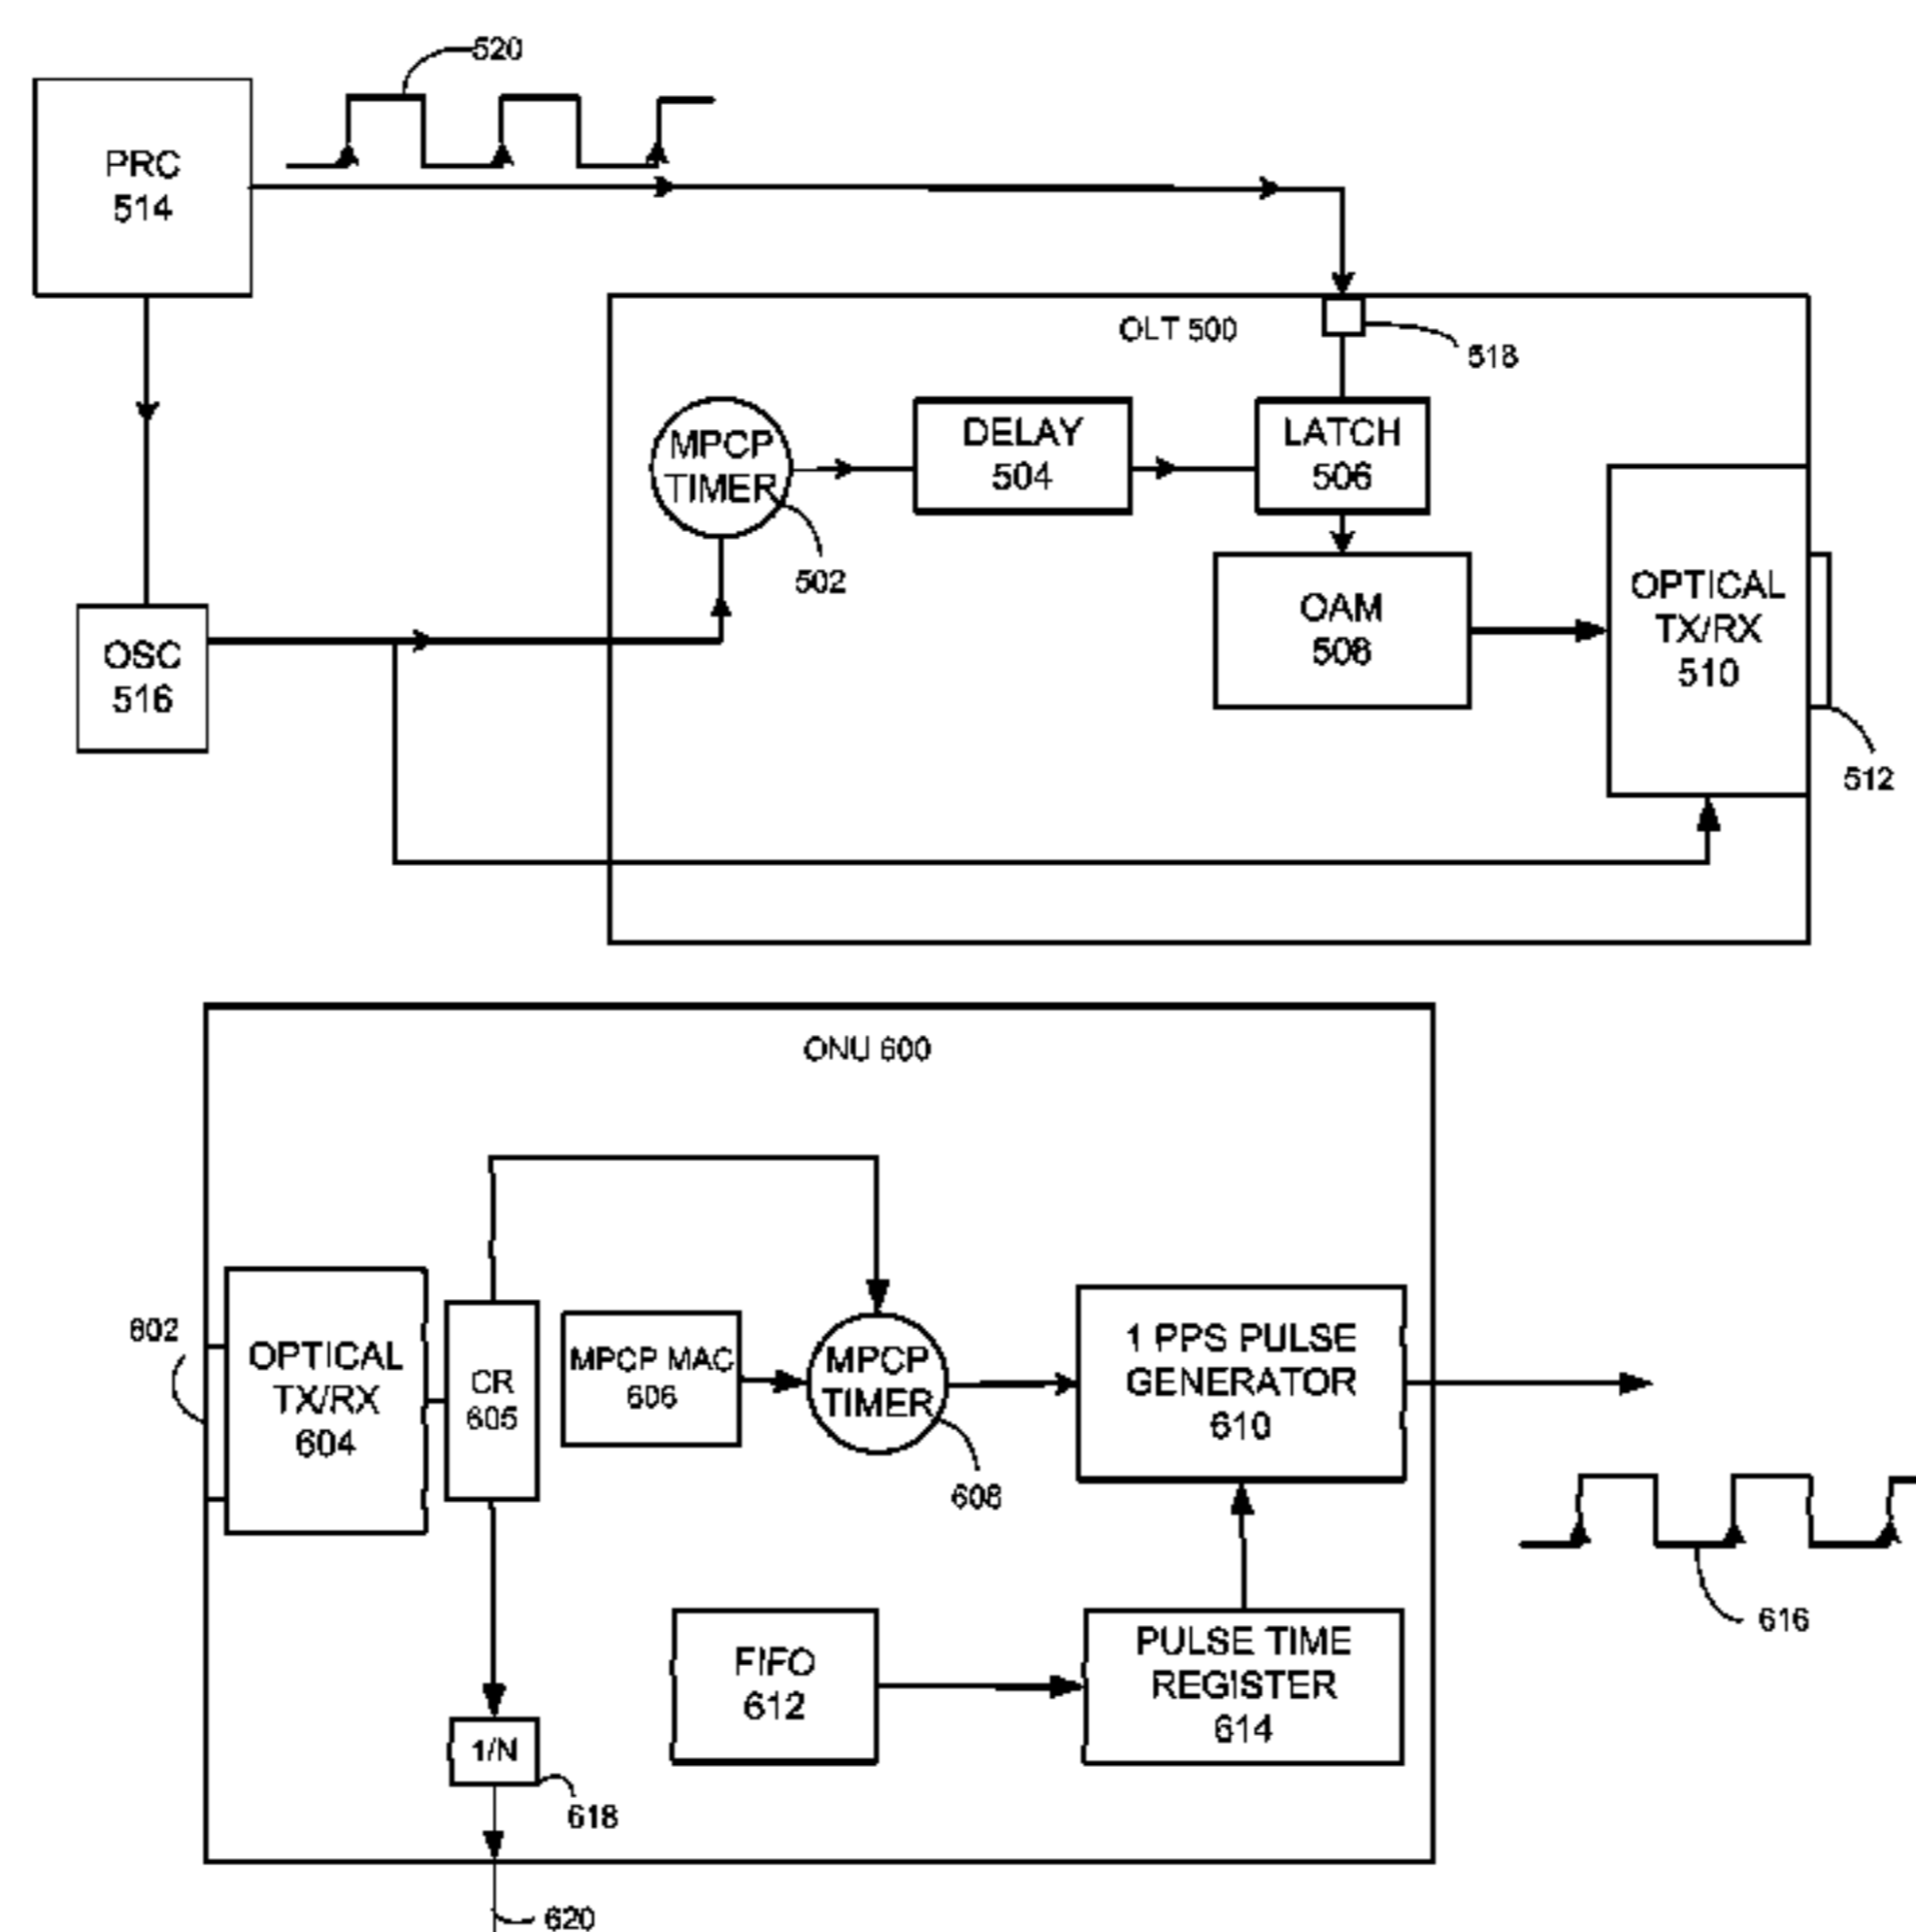 520
PRC
514
OLT 500
518
MPCP
TIMER
502
DELAY
504
LATCH
506
OAM
508
OPTICAL
TX/RX
510
512
OSC
516
ONU 600
602
OPTICAL
TX/RX
604
CR
605
MPCP MAC
606
MPCP
TIMER
608
1 PPS PULSE
GENERATOR
610
616
FIFO
612
PULSE TIME
REGISTER
614
1/N
618
620